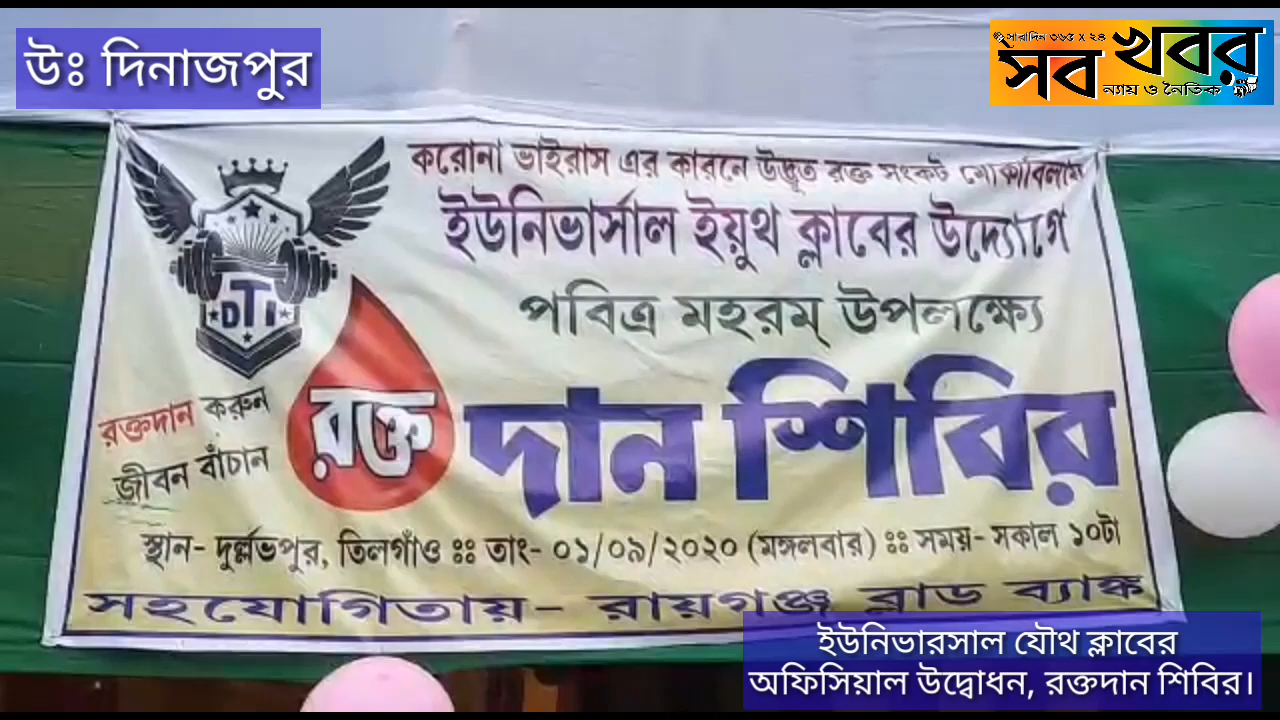 উঃ দিনাজপুর
সারাদিন ৩৬৫ X ২৪
সব খবর
ন্যায় ও নৈতিক
করোনা ভাইরাস এর কারনে উদ্ভূত রক্ত সংকট মোকাবিলায়
ইউনিভার্সাল ইয়ুথ ক্লাবের উদ্যোগে
পবিত্র মহরম্ উপলক্ষ্যে
DTI
রক্তদান করুন
জীবন বাঁচান
রক্ত দান শিবির
স্থান- দুর্ল্লভপুর, তিলগাঁও ঃঃ তাং- ০১/০৯/২০২০ (মঙ্গলবার) ঃঃ সময়- সকাল ১০টা
সহযোগিতায়- রায়গঞ্জ ব্লাড ব্যাঙ্ক
ইউনিভারসাল যৌথ ক্লাবের
অফিসিয়াল উদ্বোধন, রক্তদান শিবির।